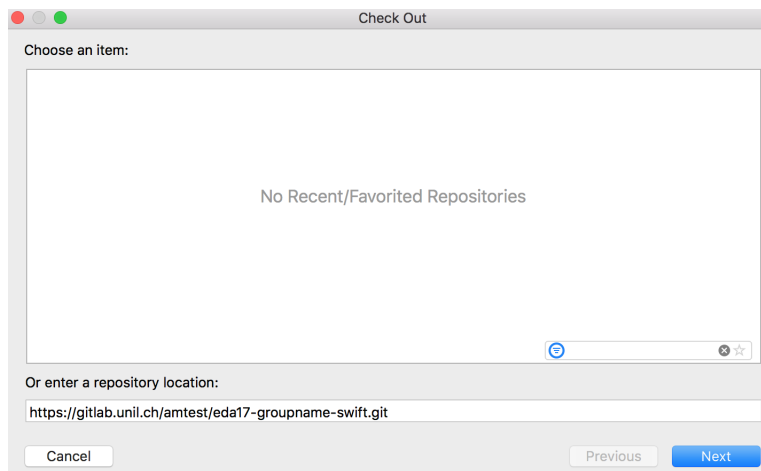 Check Out
Choose an item:
No Recent/Favorited Repositories
Or enter a repository location:
https://gitlab.unil.ch/amtest/eda17-groupname-swift.git
Cancel
Previous
Next